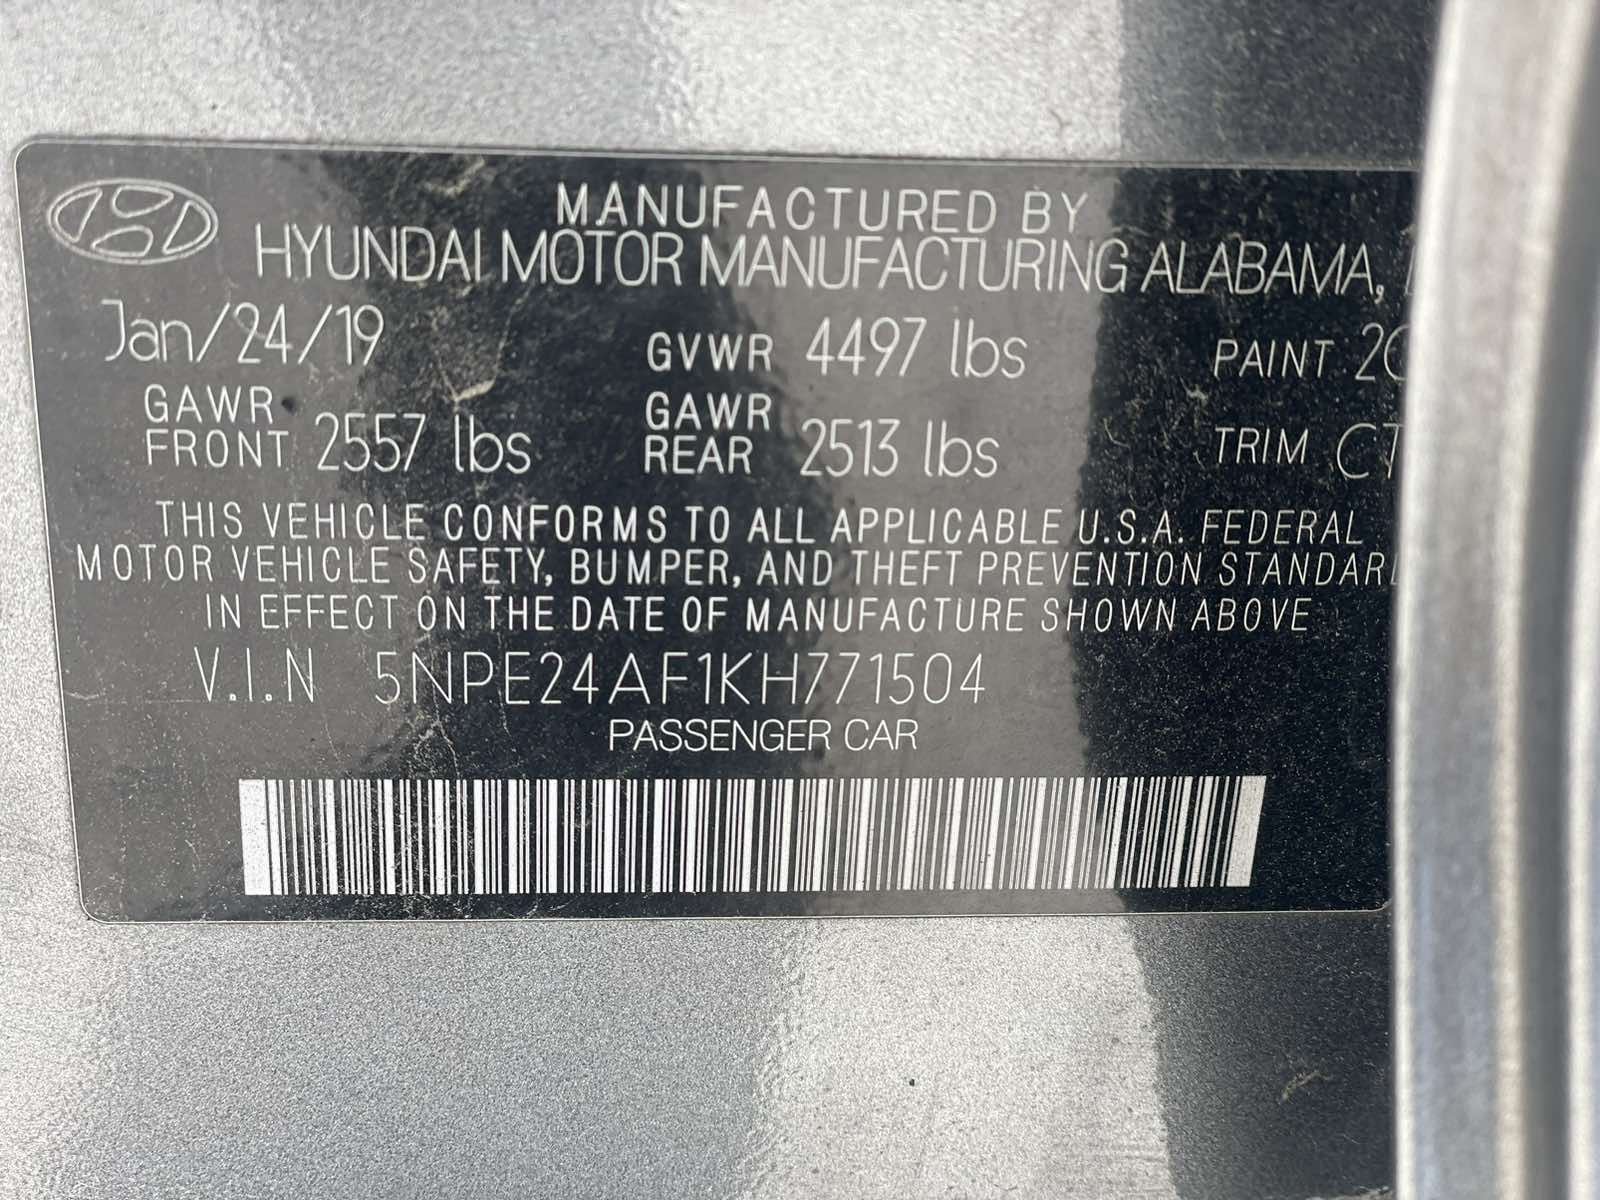 MANUFACTURED BY
HYUNDAI MOTOR MANUFACTURING ALABAMA,
Jan/24/19 GVWR 4497 lbs PAINT
GAWR FRONT 2557 lbs GAWR REAR 2513 lbs TRIM
THIS VEHICLE CONFORMS TO ALL APPLICABLE U.S.A. FEDERAL
MOTOR VEHICLE SAFETY, BUMPER, AND THEFT PREVENTION STANDAR
IN EFFECT ON THE DATE OF MANUFACTURE SHOWN ABOVE
V.I.N 5NPE24AF1KH771504
PASSENGER CAR